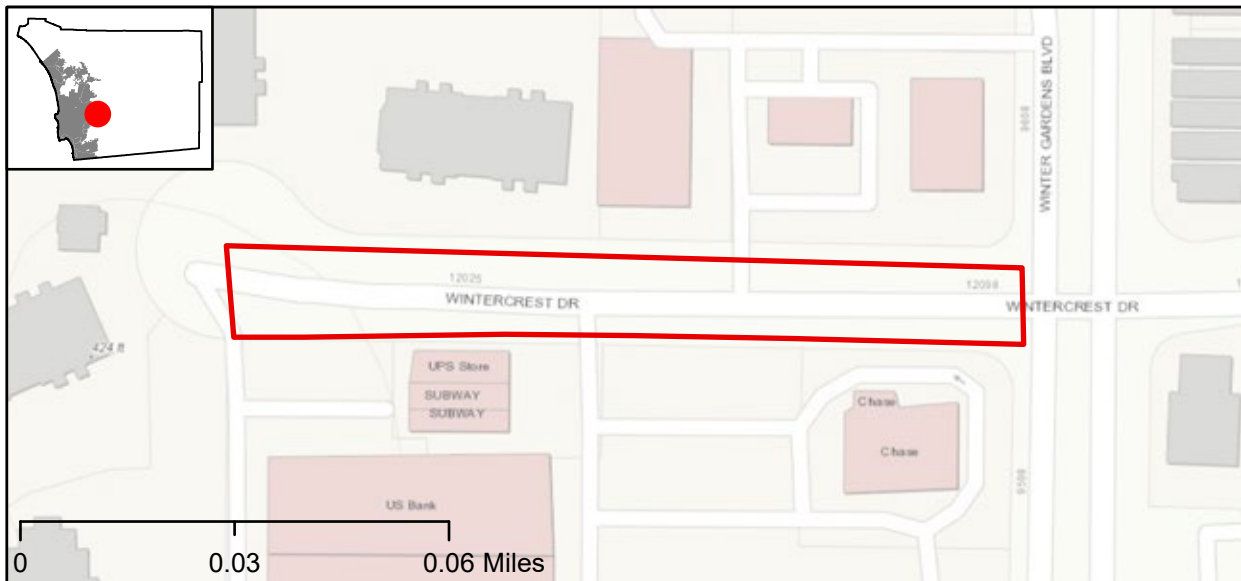 9608
WINTER GARDENS BLVD
12025
12098
WINTERCREST DR
WINTERCREST DR
424 ft
UPS Store
SUBWAY
SUBWAY
Chase
Chase
US Bank
9598
0
0.03
0.06 Miles